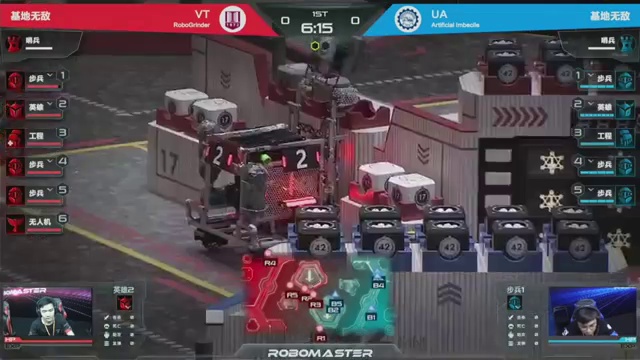 基地无敌
VT
RoboGrinder
0
1ST
6:15
0
UA
Artificial Imbecils
基地无敌
哨兵
哨兵
步兵 1
1 步兵
英雄 2
2 英雄
工程 3
3 工程
步兵 4
4 步兵
步兵 5
5 步兵
无人机 6
2
2
17
17
42
42
42
42
42
42
42
R4
R5
R3
R1
B5
B2
B4
B1
英雄2
步兵1
ROBOMASTER